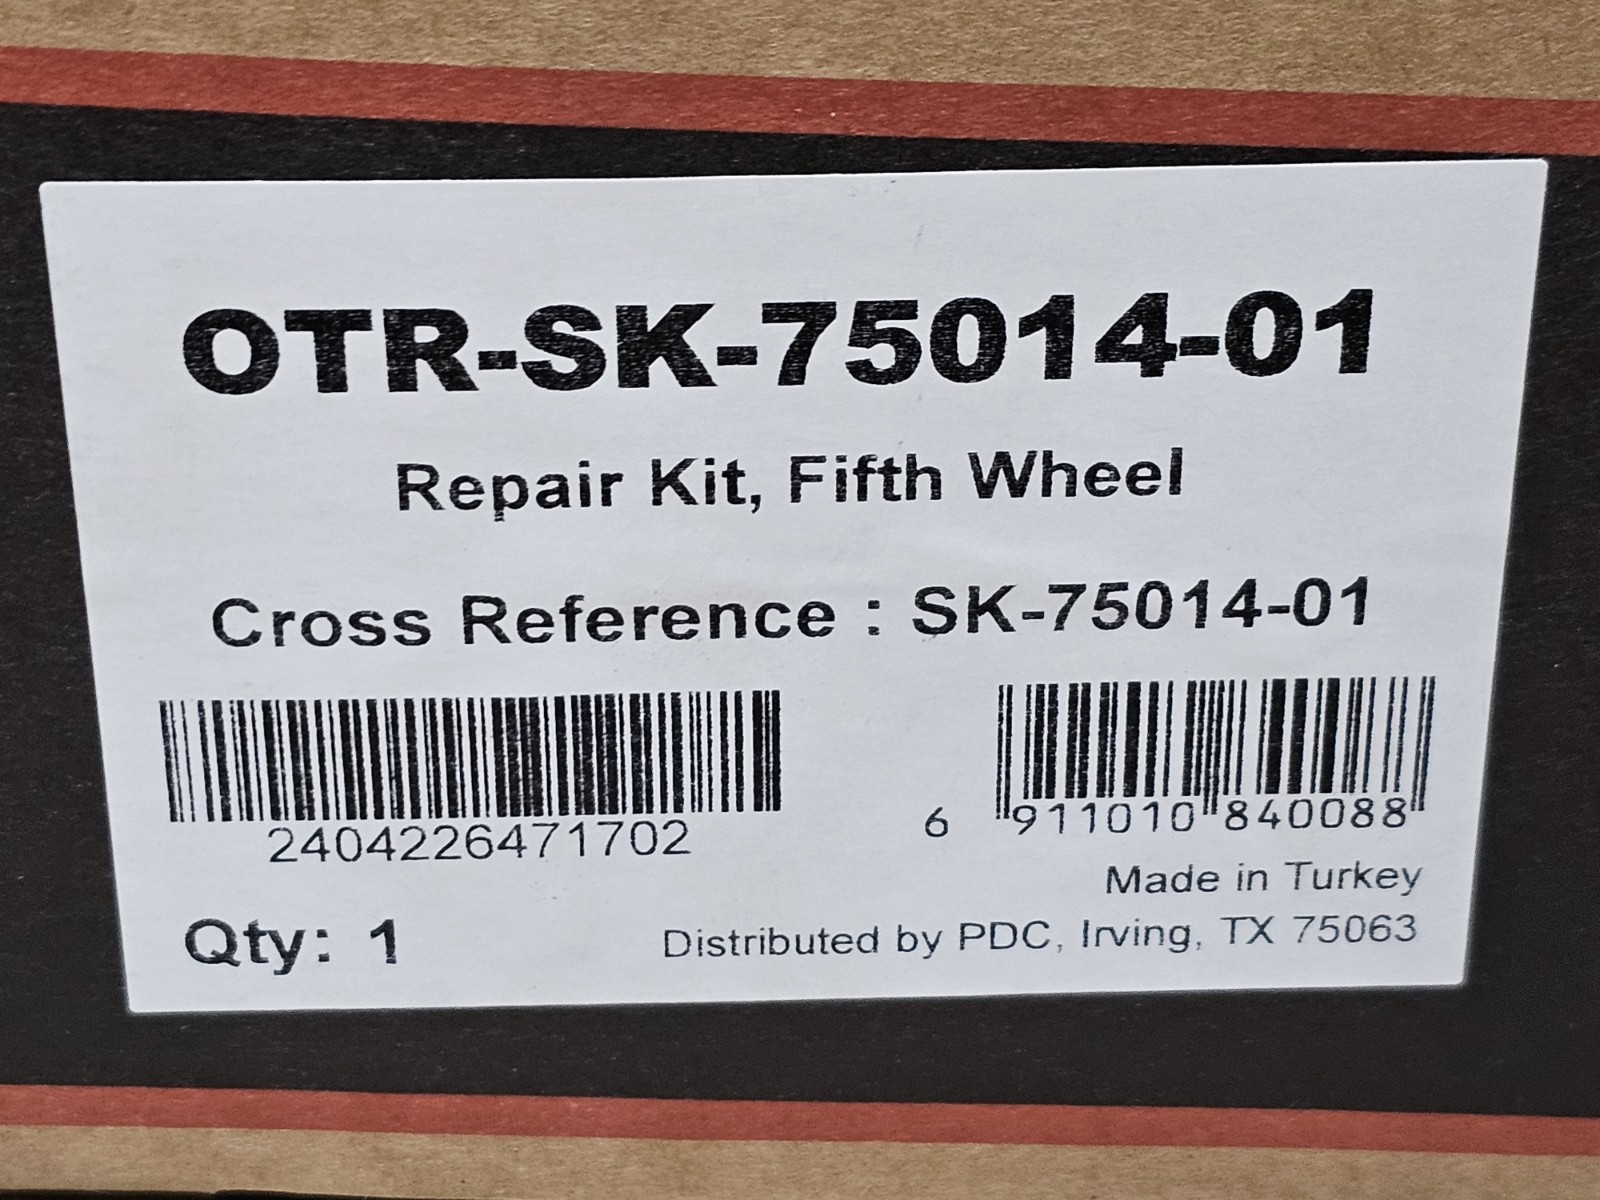 OTR-SK-75014-01
Repair Kit, Fifth Wheel
Cross Reference : SK-75014-01
2404226471702
6 911010 840088
Made in Turkey
Qty: 1
Distributed by PDC, Irving, TX 75063